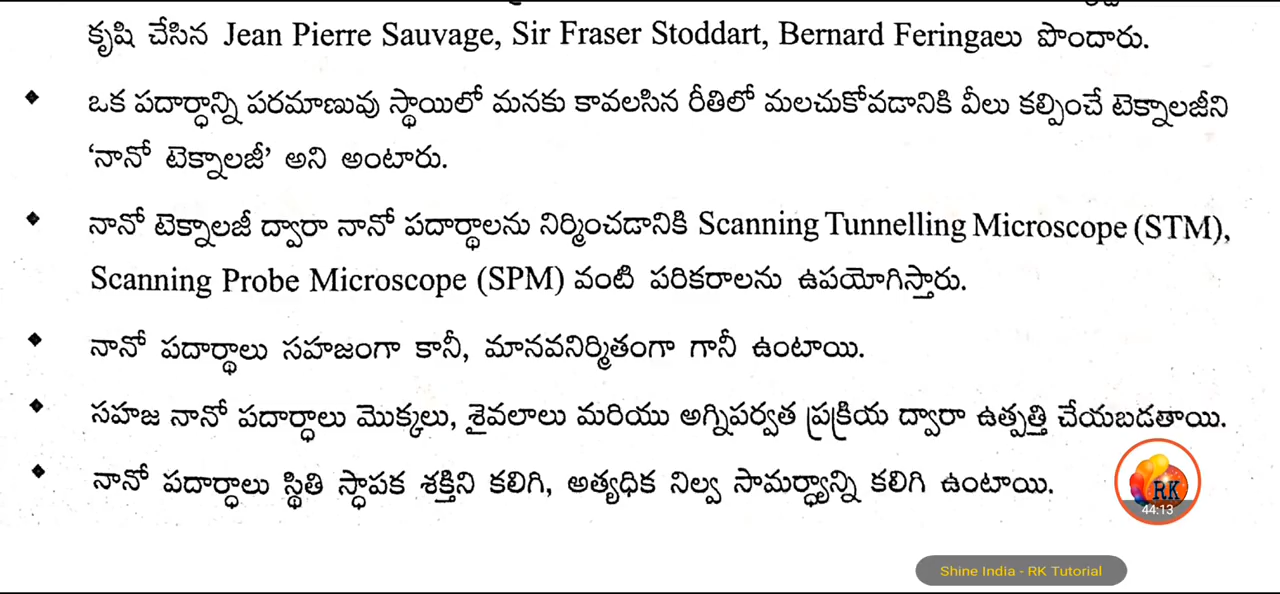 కృషి చేసిన Jean Pierre Sauvage, Sir Fraser Stoddart, Bernard Feringaలు పొందారు.
❖ ఒక పదార్థాన్ని పరమాణువు స్థాయిలో మనకు కావలసిన రీతిలో మలచుకోవడానికి వీలు కల్పించే టెక్నాలజీని
‘నానో టెక్నాలజీ’ అని అంటారు.
❖ నానో టెక్నాలజీ ద్వారా నానో పదార్థాలను నిర్మించడానికి Scanning Tunnelling Microscope (STM),
Scanning Probe Microscope (SPM) వంటి పరికరాలను ఉపయోగిస్తారు.
❖ నానో పదార్థాలు సహజంగా కానీ, మానవనిర్మితంగా గానీ ఉంటాయి.
❖ సహజ నానో పదార్ధాలు మొక్కలు, శైవలాలు మరియు అగ్నిపర్వత ప్రక్రియ ద్వారా ఉత్పత్తి చేయబడతాయి.
❖ నానో పదార్ధాలు స్థితి స్థాపక శక్తిని కలిగి, అత్యధిక నిల్వ సామర్థ్యాన్ని కలిగి ఉంటాయి.
RK
44:13
Shine India - RK Tutorial